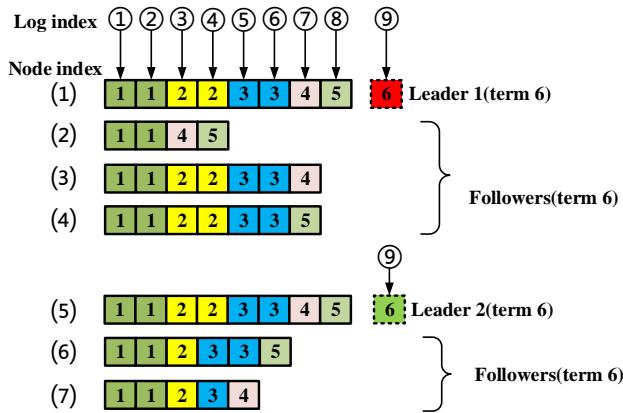 Log index ① ② ③ ④ ⑤ ⑥ ⑦ ⑧ ⑨
Node index
(1) 1 1 2 2 3 3 4 5 6 Leader 1(term 6)
(2) 1 1 4 5
(3) 1 1 2 2 3 3 4
Followers(term 6)
(4) 1 1 2 2 3 3 5
⑨
(5) 1 1 2 2 3 3 4 5 6 Leader 2(term 6)
(6) 1 1 2 3 3 5
Followers(term 6)
(7) 1 1 2 3 4